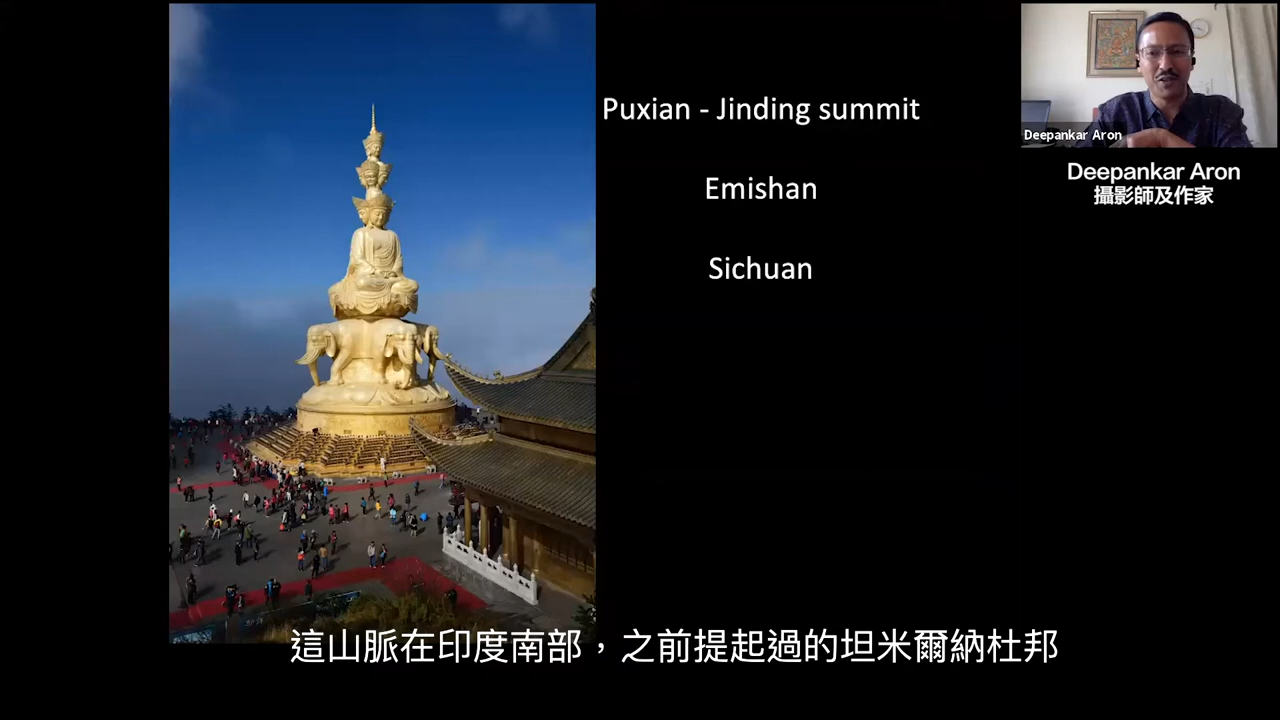 Puxian - Jinding summit
Emishan
Sichuan
Deepankar Aron
Deepankar Aron
攝影師及作家
這山脈在印度南部，之前提起過的坦米爾納杜邦